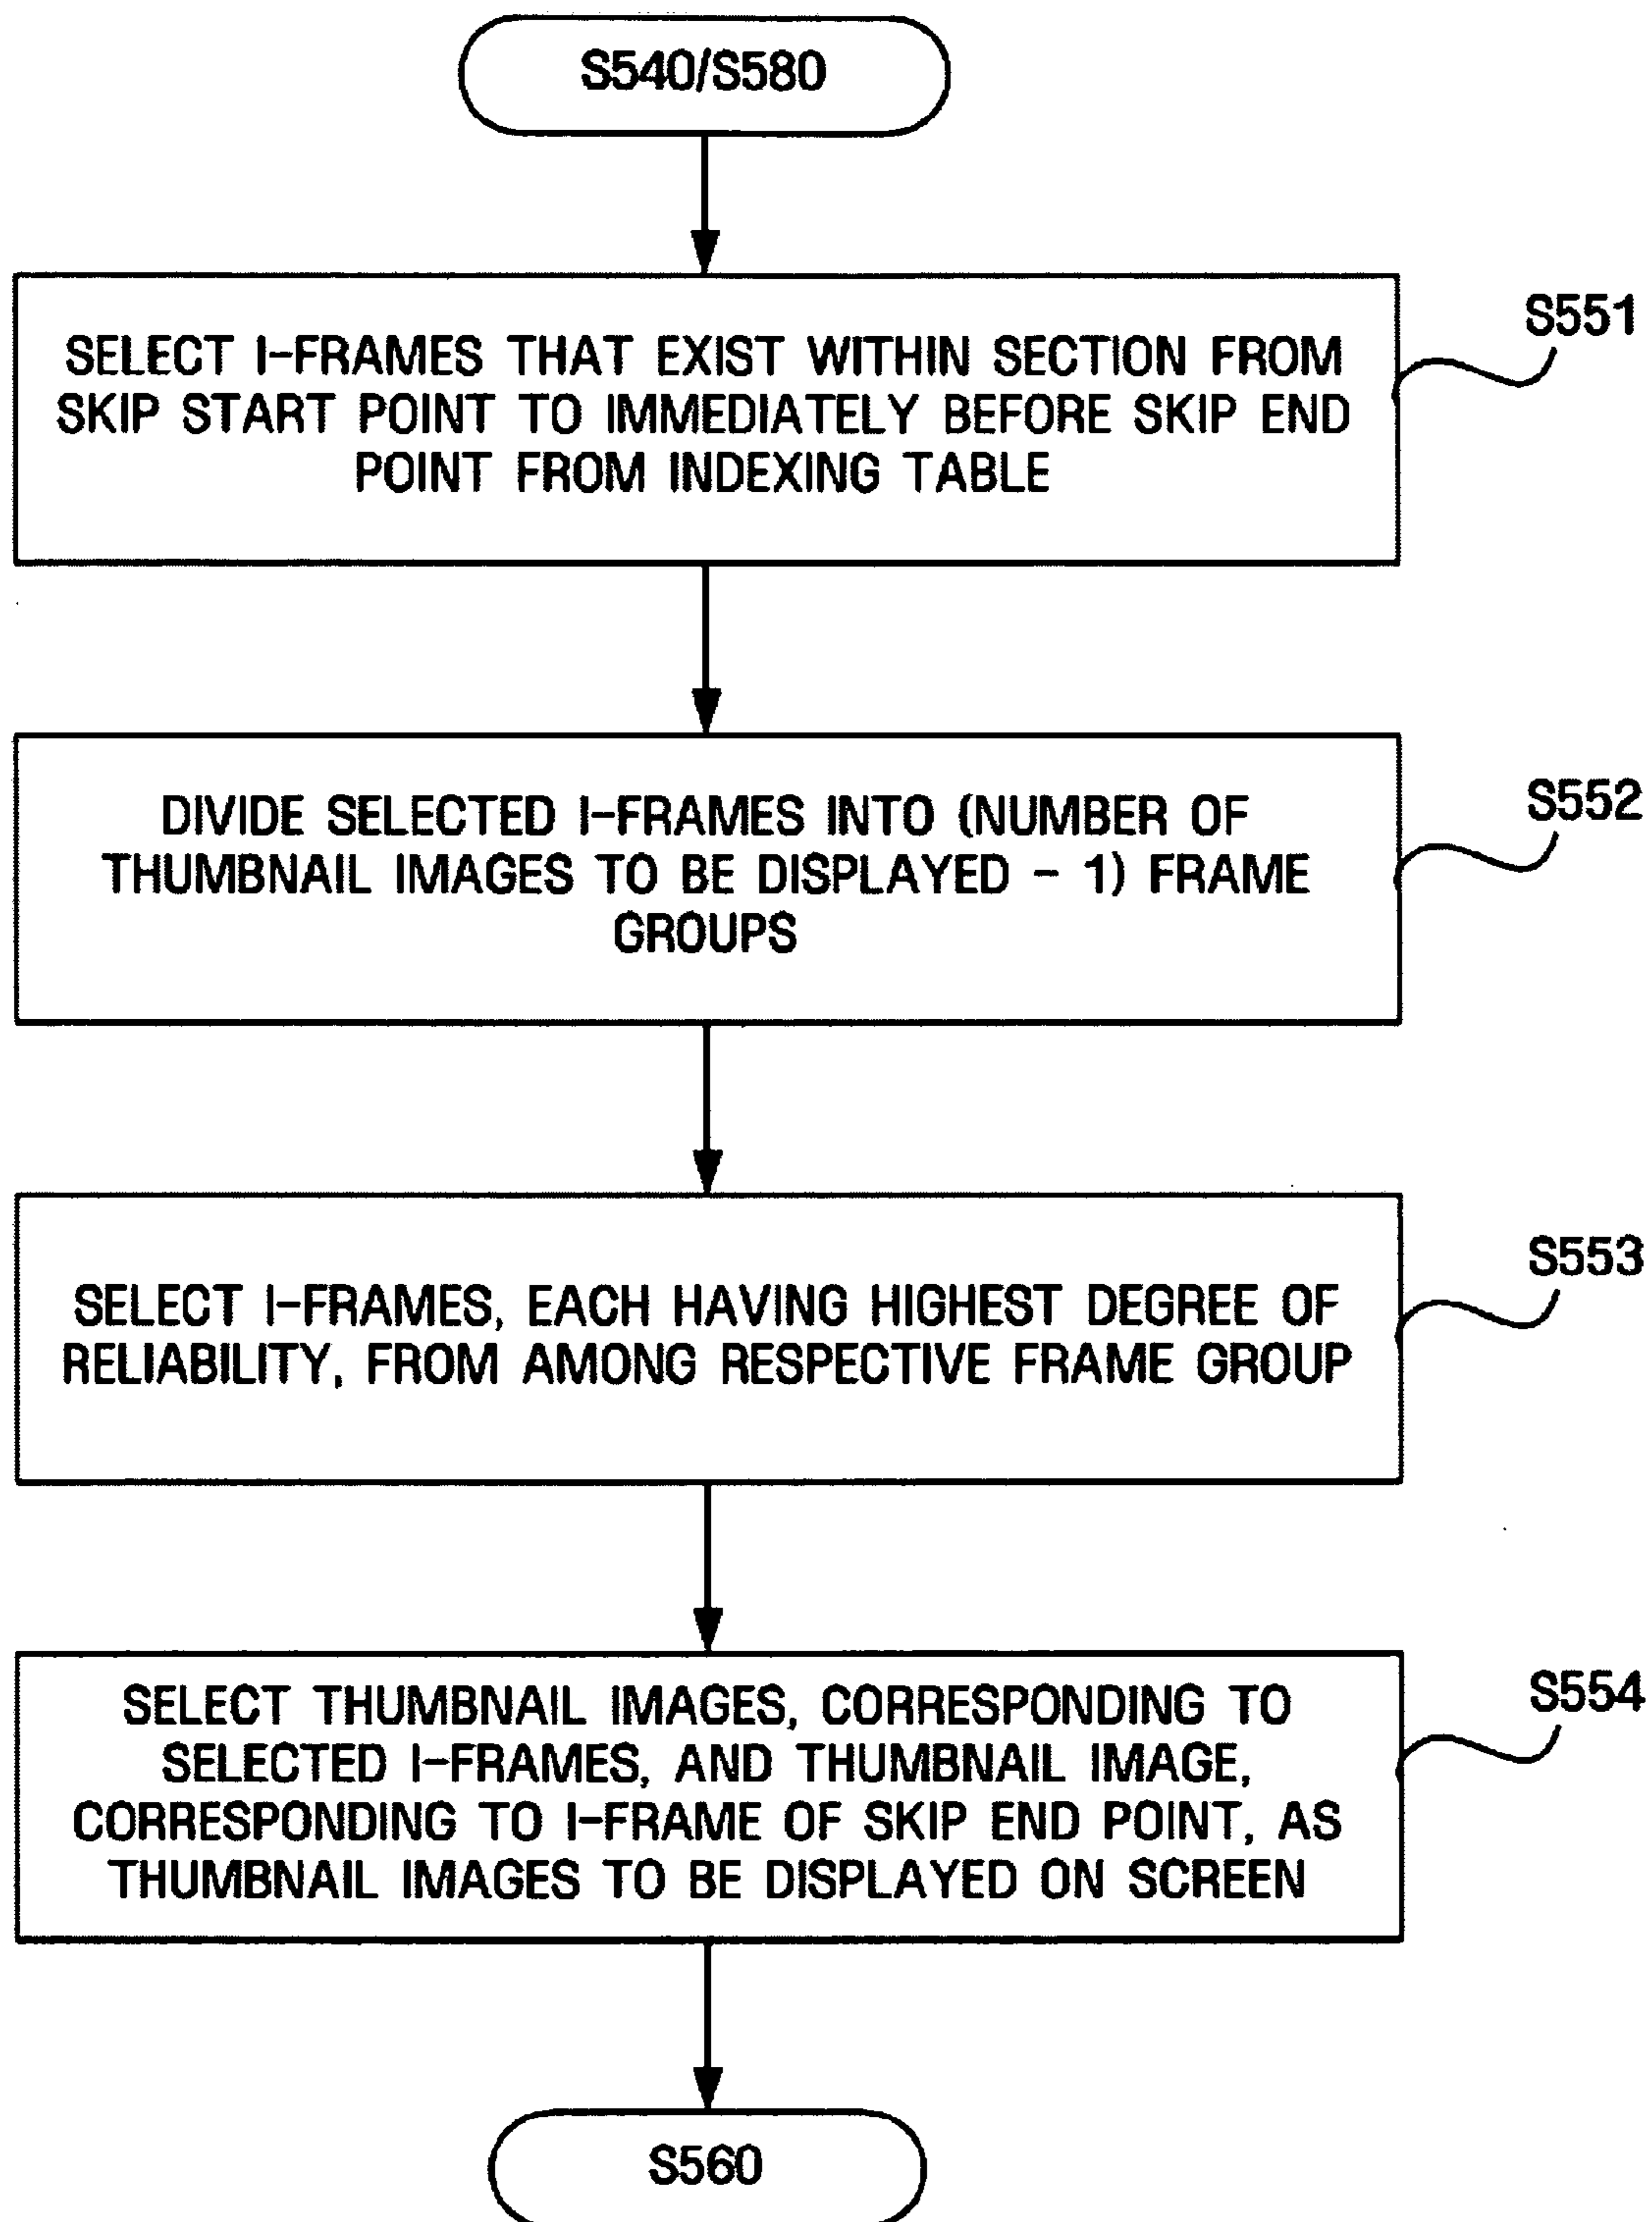 S540/S580
SELECT I-FRAMES THAT EXIST WITHIN SECTION FROM
SKIP START POINT TO IMMEDIATELY BEFORE SKIP END
POINT FROM INDEXING TABLE
S551
DIVIDE SELECTED I-FRAMES INTO (NUMBER OF
THUMBNAIL IMAGES TO BE DISPLAYED - 1) FRAME
GROUPS
S552
SELECT I-FRAMES, EACH HAVING HIGHEST DEGREE OF
RELIABILITY, FROM AMONG RESPECTIVE FRAME GROUP
S553
SELECT THUMBNAIL IMAGES, CORRESPONDING TO
SELECTED I-FRAMES, AND THUMBNAIL IMAGE,
CORRESPONDING TO I-FRAME OF SKIP END POINT, AS
THUMBNAIL IMAGES TO BE DISPLAYED ON SCREEN
S554
S560